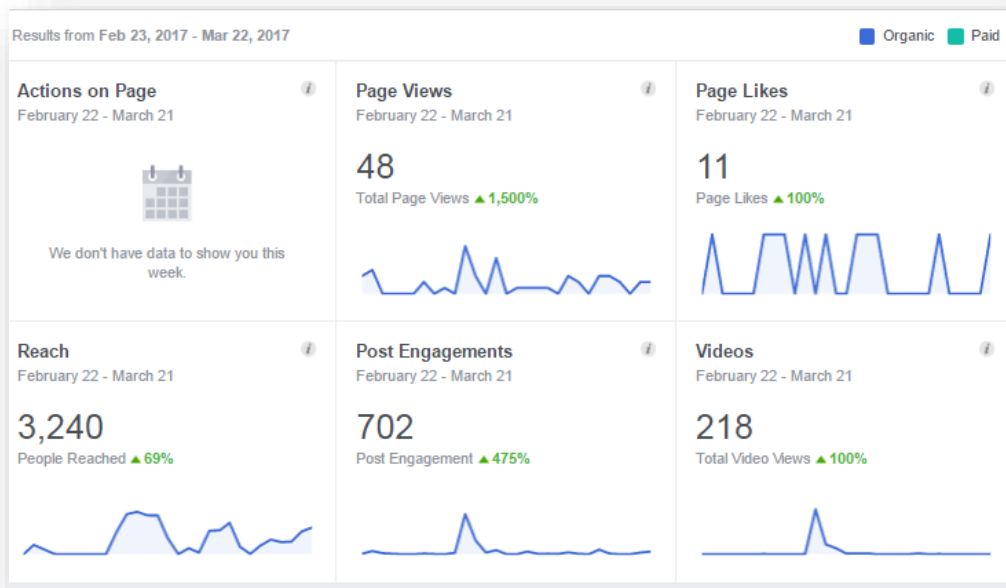 Results from Feb 23, 2017 - Mar 22, 2017
Organic Paid
Actions on Page
February 22 - March 21
We don't have data to show you this
week.
Page Views
February 22 - March 21
48
Total Page Views ▲ 1,500%
Page Likes
February 22 - March 21
11
Page Likes ▲ 100%
Reach
February 22 - March 21
3,240
People Reached ▲ 69%
Post Engagements
February 22 - March 21
702
Post Engagement ▲ 475%
Videos
February 22 - March 21
218
Total Video Views ▲ 100%